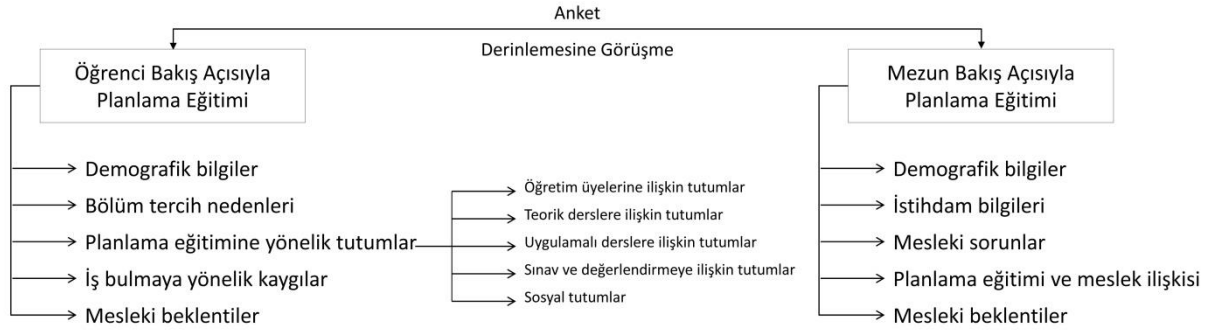 Anket
Derinlemesine Görüşme
Öğrenci Bakış Açısıyla
Planlama Eğitimi
Demografik bilgiler
Bölüm tercih nedenleri
Planlama eğitimine yönelik tutumlar
İş bulmaya yönelik kaygılar
Mesleki beklentiler
Öğretim üyelerine ilişkin tutumlar
Teorik derslere ilişkin tutumlar
Uygulamalı derslere ilişkin tutumlar
Sınav ve değerlendirmeye ilişkin tutumlar
Sosyal tutumlar
Mezun Bakış Açısıyla
Planlama Eğitimi
Demografik bilgiler
İstihdam bilgileri
Mesleki sorunlar
Planlama eğitimi ve meslek ilişkisi
Mesleki beklentiler